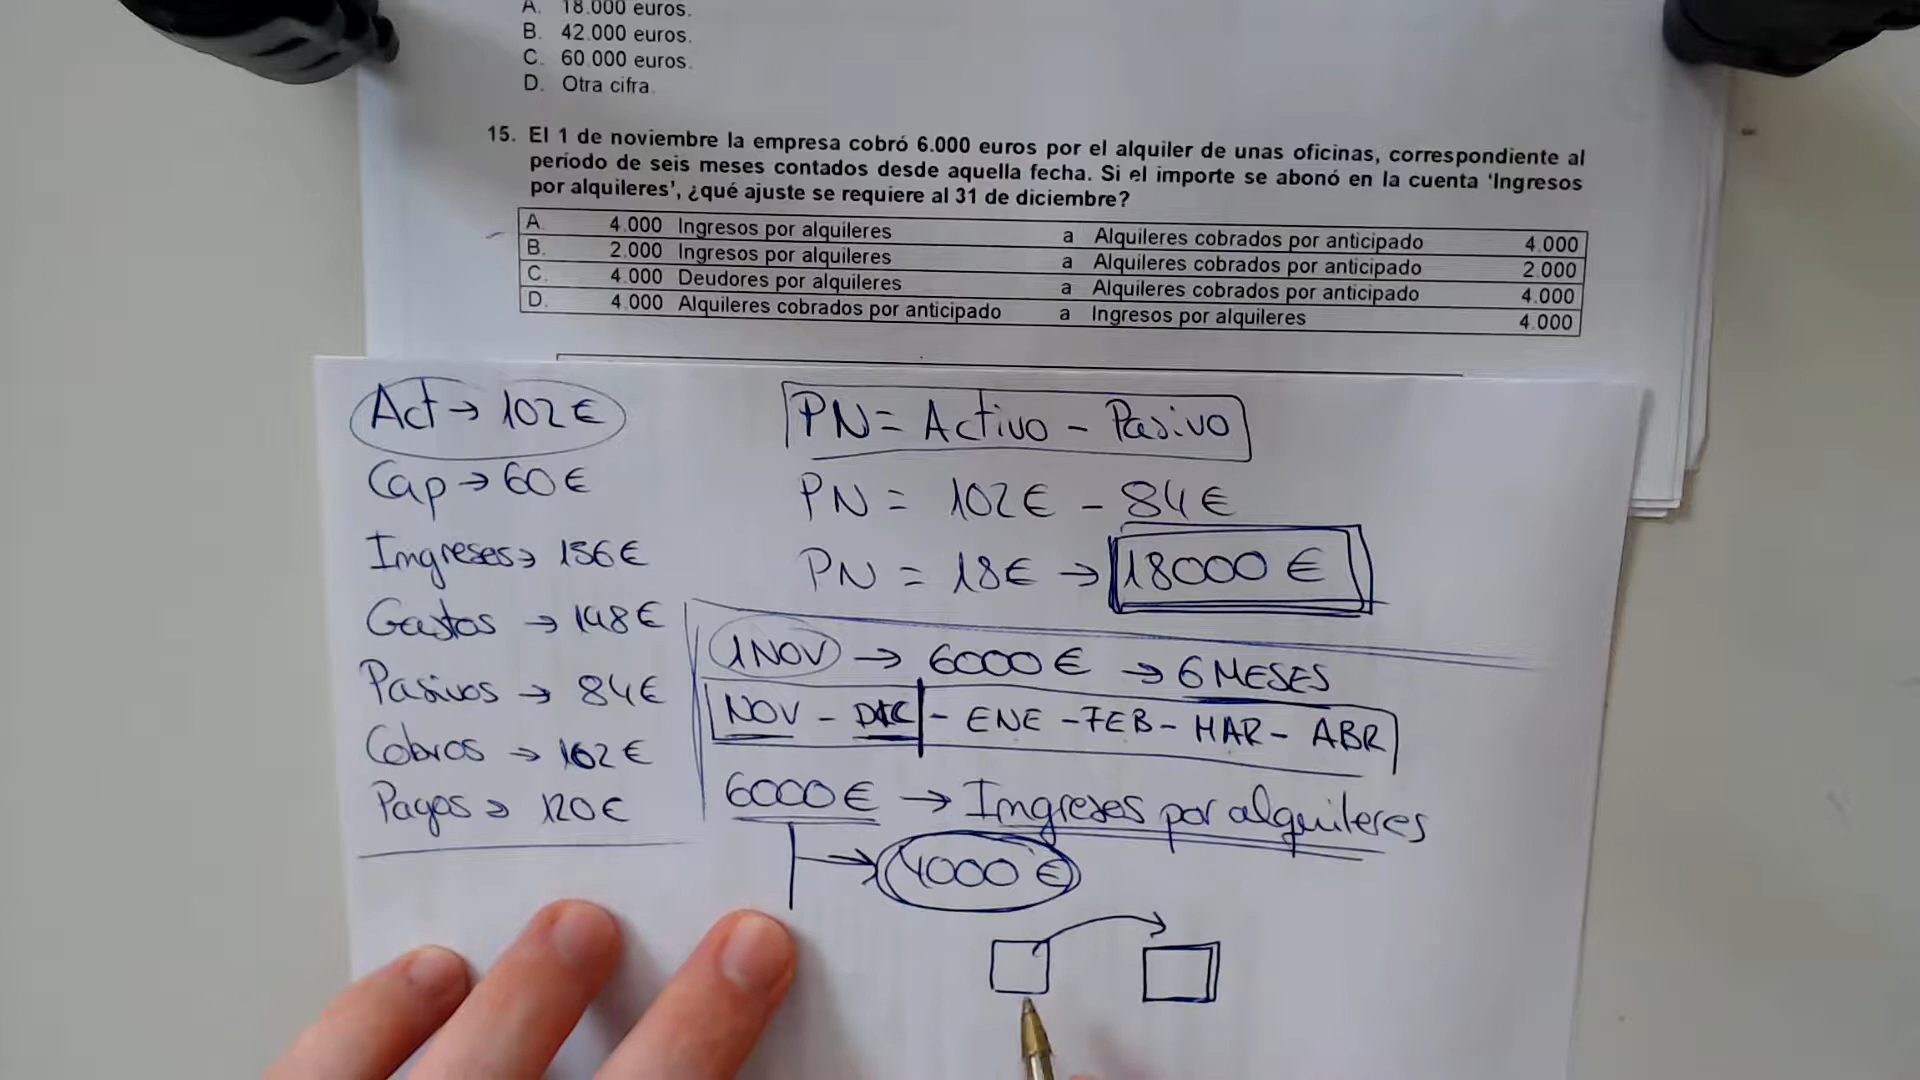 A. 18.000 euros.
B. 42.000 euros.
C. 60.000 euros.
D. Otra cifra.
15. El 1 de noviembre la empresa cobró 6.000 euros por el alquiler de unas oficinas, correspondiente al
período de seis meses contados desde aquella fecha. Si el importe se abonó en la cuenta 'Ingresos
por alquileres', ¿qué ajuste se requiere al 31 de diciembre?
A. 4.000 Ingresos por alquileres a Alquileres cobrados por anticipado 4.000
B. 2.000 Ingresos por alquileres a Alquileres cobrados por anticipado 2.000
C. 4.000 Deudores por alquileres a Alquileres cobrados por anticipado 4.000
D. 4.000 Alquileres cobrados por anticipado a Ingresos por alquileres 4.000
Act → 102€
Cap → 60€
Ingresos → 156€
Gastos → 148€
Pasivos → 84€
Cobros → 162€
Pagos → 120€
PN = Activo - Pasivo
PN = 102€ - 84€
PN = 18€ → 18000 €
1 NOV → 6000 € → 6 MESES
NOV - DIC - ENE - FEB - MAR - ABR
6000 € → Ingresos por alquileres
→ 4000 €